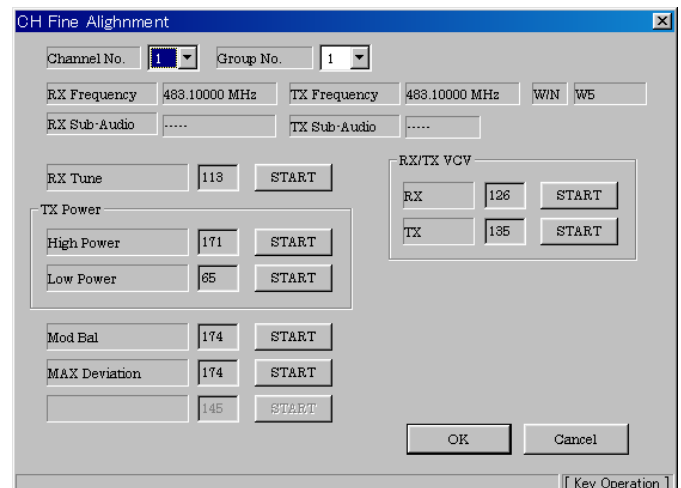 CH Fine Alighnment
Channel No. 1 Group No. 1
RX Frequency 483.10000 MHz TX Frequency 483.10000 MHz W/N W5
RX Sub-Audio ----- TX Sub-Audio -----
RX Tune 113 START
RX/TX VCV
RX 126 START
TX 135 START
TX Power
High Power 171 START
Low Power 65 START
Mod Bal 174 START
MAX Deviation 174 START
145 START
OK Cancel
[ Key Operation ]